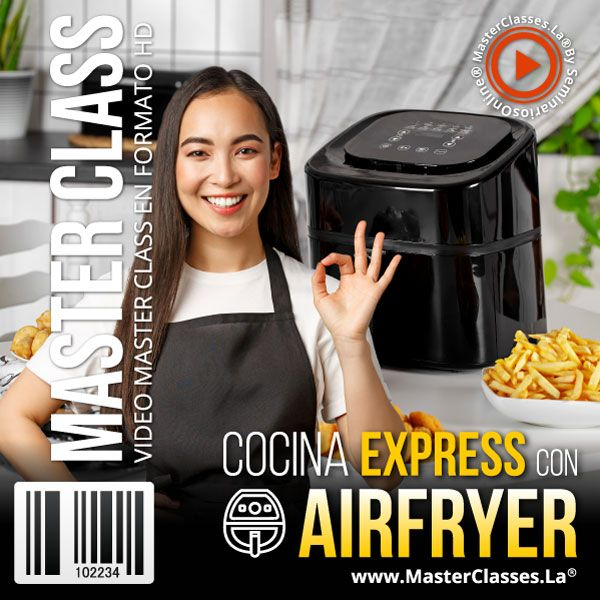 MASTER CLASS
VIDEO MASTER CLASS EN FORMATO HD
MasterClasses.La®By SeminariosOnline®
COCINA EXPRESS CON
AIRFRYER
102234
www.MasterClasses.La®